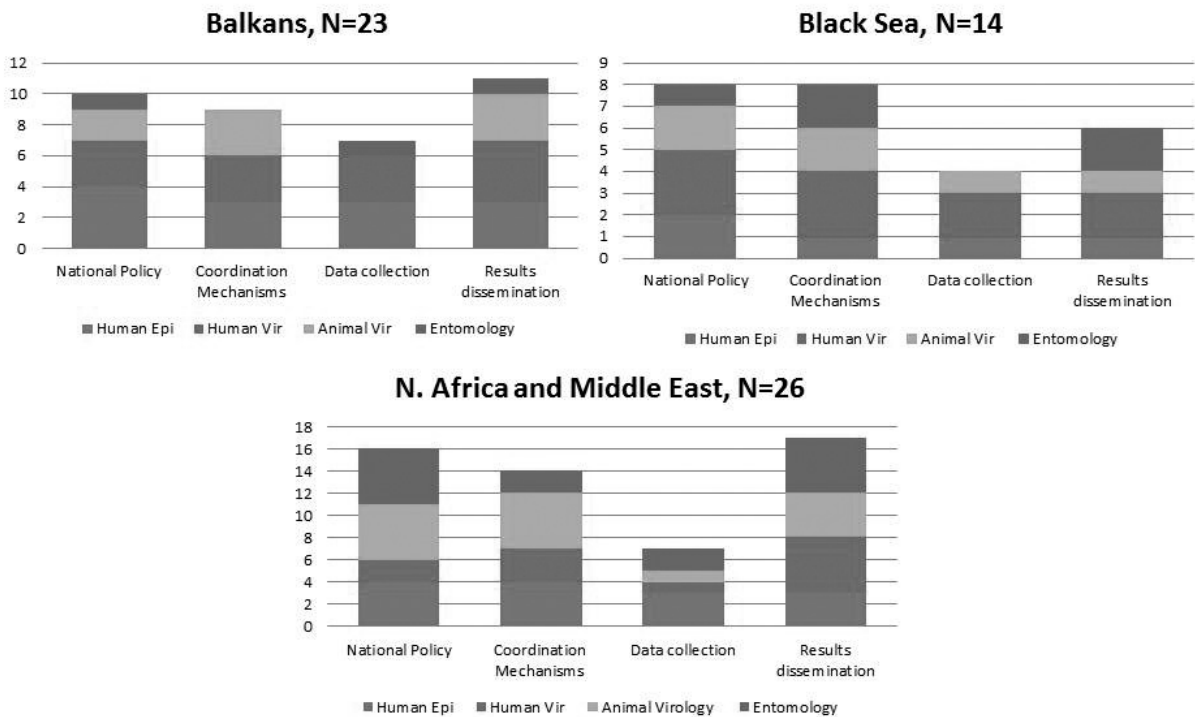 Balkans, N=23
12
10
8
6
4
2
0
National Policy
Coordination
Mechanisms
Data collection
Results
dissemination
Human Epi Human Vir Animal Vir Entomology
Black Sea, N=14
9
8
7
6
5
4
3
2
1
0
National Policy
Coordination
Mechanisms
Data collection
Results
dissemination
Human Epi Human Vir Animal Vir Entomology
N. Africa and Middle East, N=26
18
16
14
12
10
8
6
4
2
0
National Policy
Coordination
Mechanisms
Data collection
Results
dissemination
Human Epi Human Vir Animal Virology Entomology